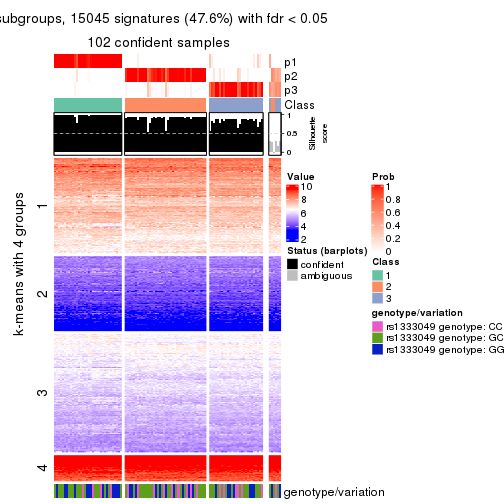 subgroups, 15045 signatures (47.6%) with fdr < 0.05
102 confident samples
p1
p2
p3
Class
1
0.5
0
Silhouette
score
k-means with 4 groups
1
2
3
4
genotype/variation
Value
10
8
6
4
2
Status (barplots)
confident
ambiguous
Prob
1
0.8
0.6
0.4
0.2
0
Class
1
2
3
genotype/variation
rs1333049 genotype: CC
rs1333049 genotype: GC
rs1333049 genotype: GG